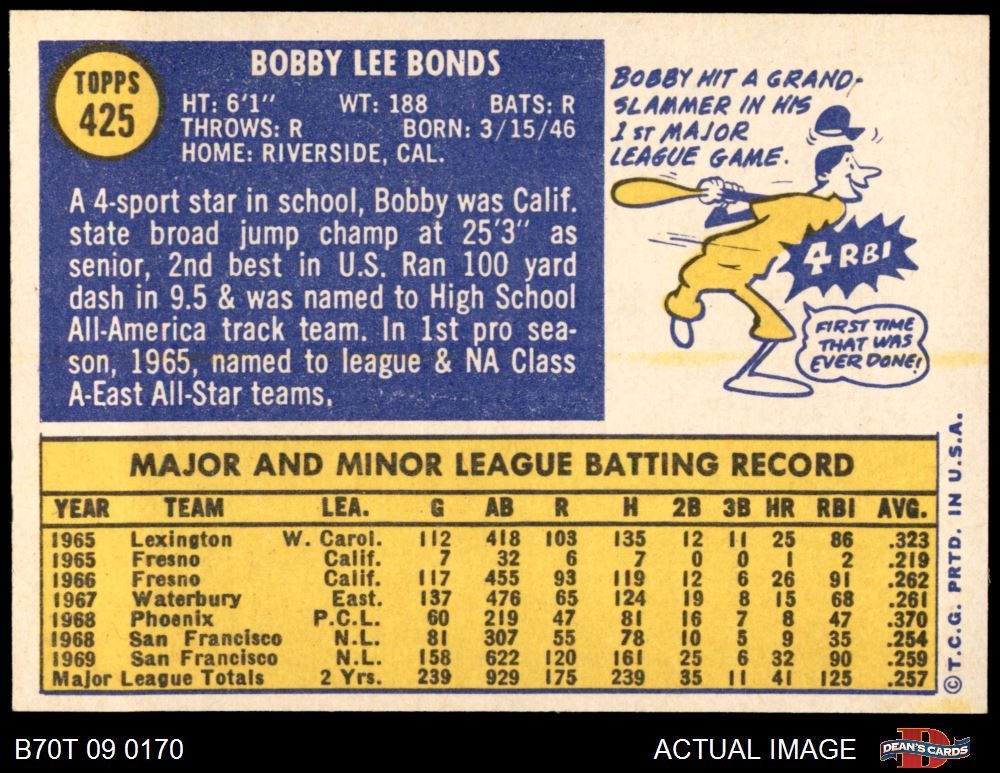 TOPPS
425
BOBBY LEE BONDS
HT: 6'1" WT: 188 BATS: R
THROWS: R BORN: 3/15/46
HOME: RIVERSIDE, CAL.
A 4-sport star in school, Bobby was Calif.
state broad jump champ at 25'3" as
senior, 2nd best in U.S. Ran 100 yard
dash in 9.5 & was named to High School
All-America track team. In 1st pro sea-
son, 1965, named to league & NA Class
A-East All-Star teams.
BOBBY HIT A GRAND-
SLAMMER IN HIS
1ST MAJOR
LEAGUE GAME.
4 RBI
FIRST TIME
THAT WAS
EVER DONE!
MAJOR AND MINOR LEAGUE BATTING RECORD
YEAR TEAM LEA. G AB R H 2B 3B HR RBI AVG.
1965 Lexington W. Carol. 112 418 103 135 12 11 25 86 .323
1965 Fresno Calif. 7 32 6 7 0 0 1 2 .219
1966 Fresno Calif. 117 455 93 119 12 6 26 91 .262
1967 Waterbury East. 137 476 65 124 19 8 15 68 .261
1968 Phoenix P.C.L. 60 219 47 81 16 7 8 47 .370
1968 San Francisco N.L. 81 307 55 78 10 5 9 35 .254
1969 San Francisco N.L. 158 622 120 161 25 6 32 90 .259
Major League Totals 2 Yrs. 239 929 175 239 35 11 41 125 .257
©T.C.G. PRTD. IN U.S.A.
B70T 09 0170
ACTUAL IMAGE
D
DEAN'S CARDS